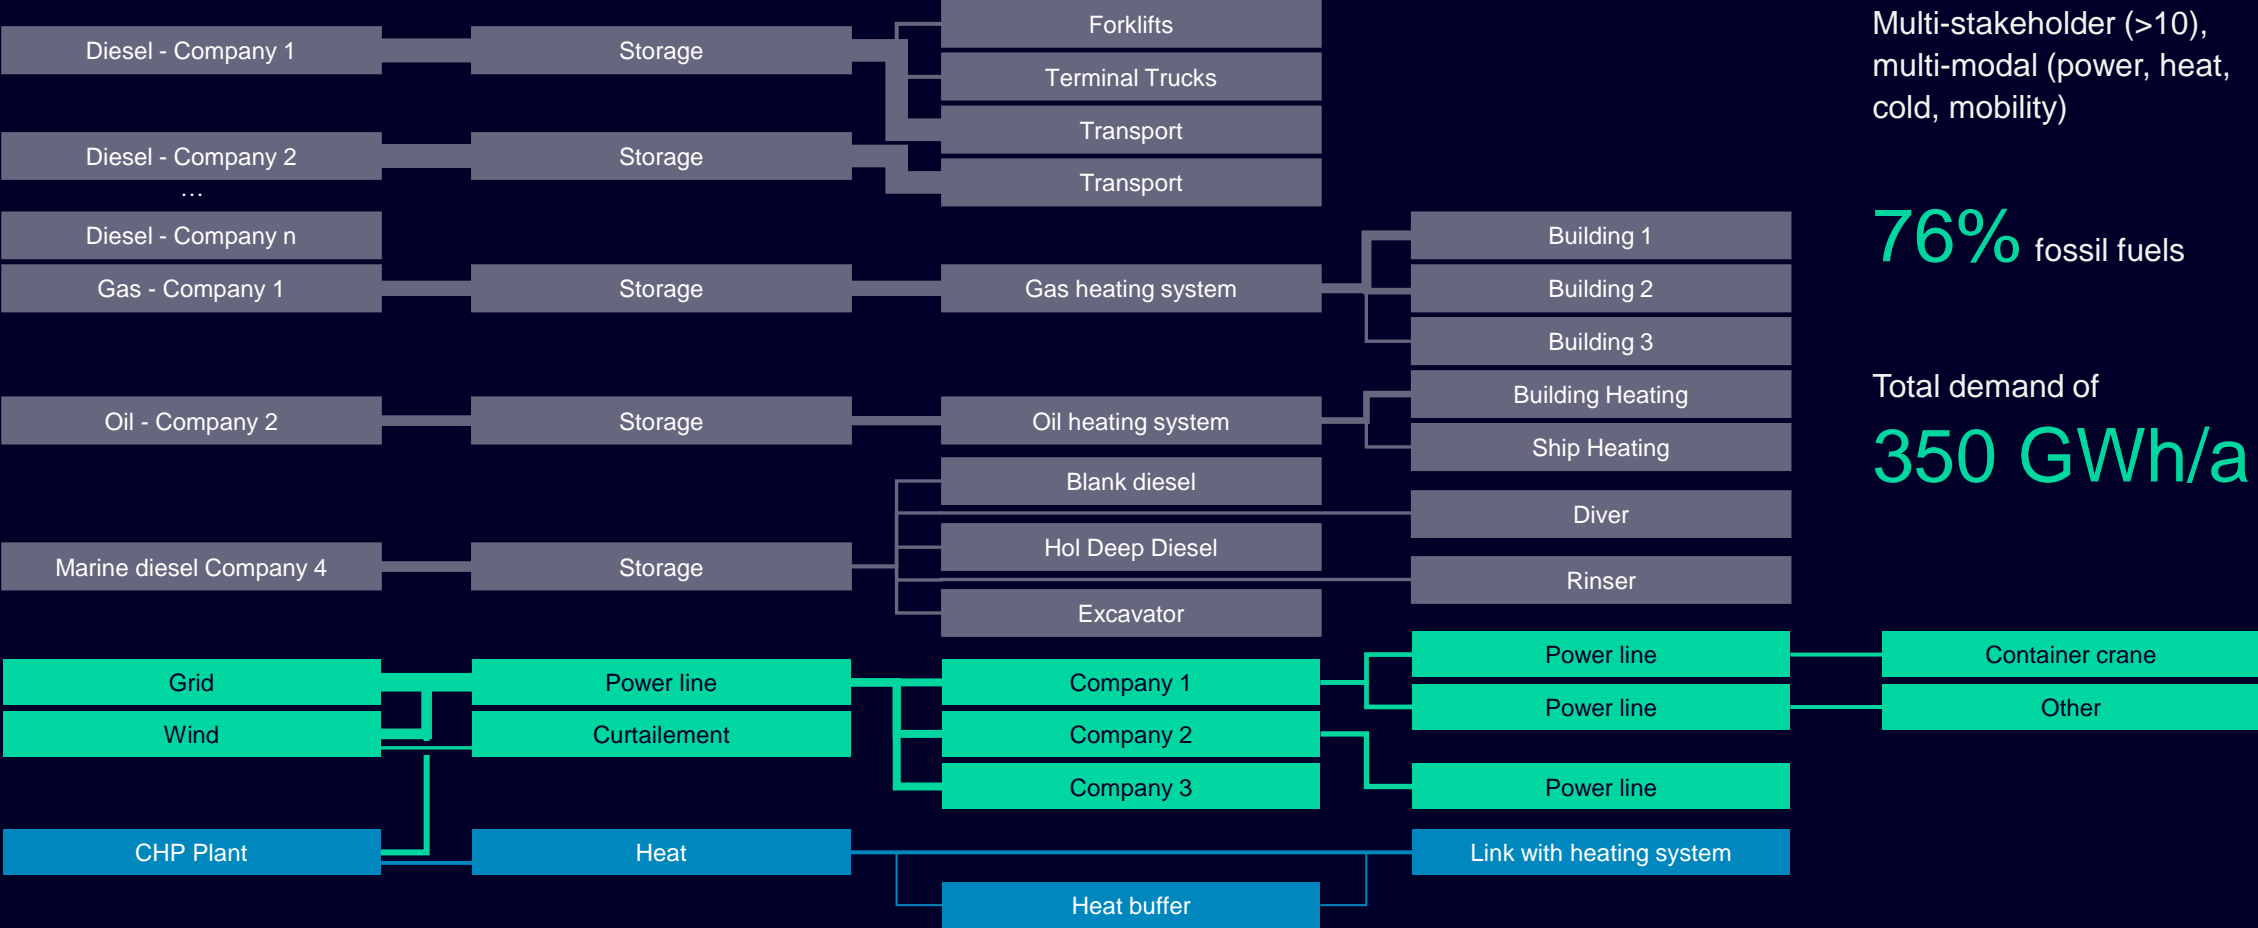 Forklifts
Diesel - Company 1
Storage
Terminal Trucks
Transport
Diesel - Company 2
Storage
Transport
…
Diesel - Company n
Building 1
Gas - Company 1
Storage
Gas heating system
Building 2
Building 3
Building Heating
Oil - Company 2
Storage
Oil heating system
Ship Heating
Blank diesel
Diver
Hol Deep Diesel
Marine diesel Company 4
Storage
Rinser
Excavator
Power line
Container crane
Grid
Power line
Company 1
Power line
Other
Wind
Curtailement
Company 2
Company 3
Power line
CHP Plant
Heat
Link with heating system
Heat buffer
Multi-stakeholder (>10),
multi-modal (power, heat,
cold, mobility)
76% fossil fuels
Total demand of
350 GWh/a